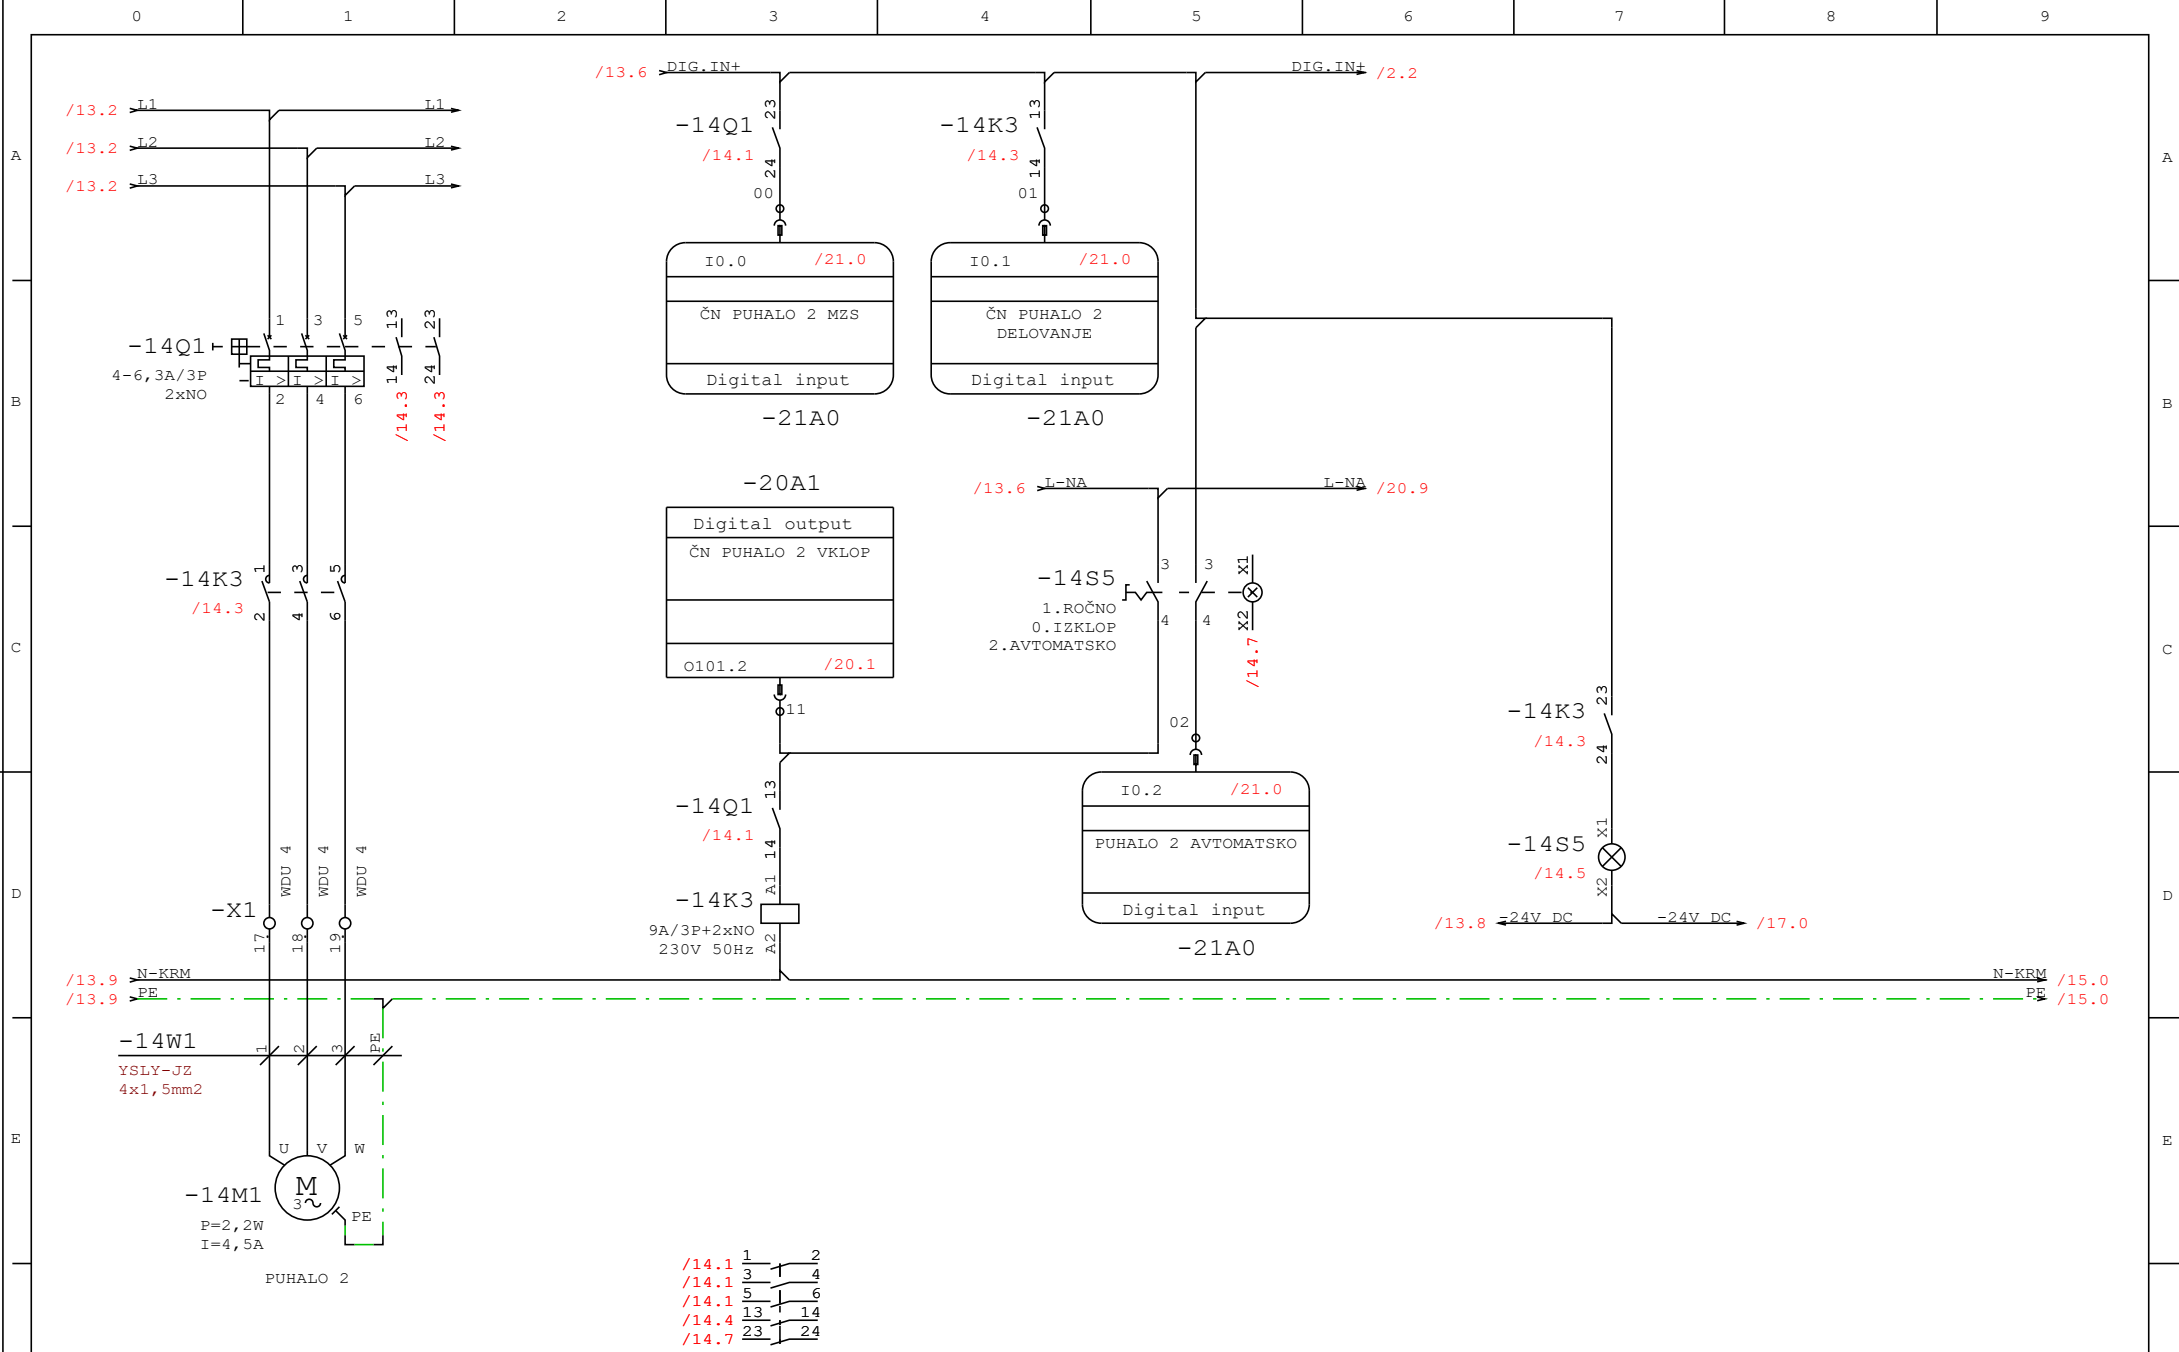 0 1 2 3 4 5 6 7 8 9
A
B
C
D
E
A
B
C
D
E
/13.2 L1 L1
/13.2 L2 L2
/13.2 L3 L3
/13.6 DIG.IN+ DIG.IN+ /2.2
-14Q1
/14.1
23
24
00
-14K3
/14.3
13
14
01
I0.0 /21.0
ČN PUHALO 2 MZS
Digital input
-21A0
I0.1 /21.0
ČN PUHALO 2
DELOVANJE
Digital input
-21A0
-14Q1
4-6,3A/3P
2xNO
1 3 5
I > I > I >
2 4 6
13
14
/14.3
23
24
/14.3
-20A1
Digital output
ČN PUHALO 2 VKLOP
O101.2 /20.1
11
/13.6 L-NA L-NA /20.9
-14K3
/14.3
1 3 5
2 4 6
-14S5
1.ROČNO
0.IZKLOP
2.AVTOMATSKO
3 3
4 4
X1
X2
/14.7
02
I0.2 /21.0
PUHALO 2 AVTOMATSKO
Digital input
-21A0
-14K3
/14.3
23
24
-14S5
/14.5
X1
X2
/13.8 -24V DC -24V DC /17.0
-14Q1
/14.1
13
14
-14K3
9A/3P+2xNO
230V 50Hz
A1
A2
WDU 4 WDU 4 WDU 4
-X1
17 18 19
/13.9 N-KRM N-KRM /15.0
/13.9 PE PE /15.0
-14W1
YSLY-JZ
4x1,5mm2
1 2 3 PE
U V W
-14M1
P=2,2W
I=4,5A
M
3~
PE
PUHALO 2
/14.1 1 2
/14.1 3 4
/14.1 5 6
/14.4 13 14
/14.7 23 24